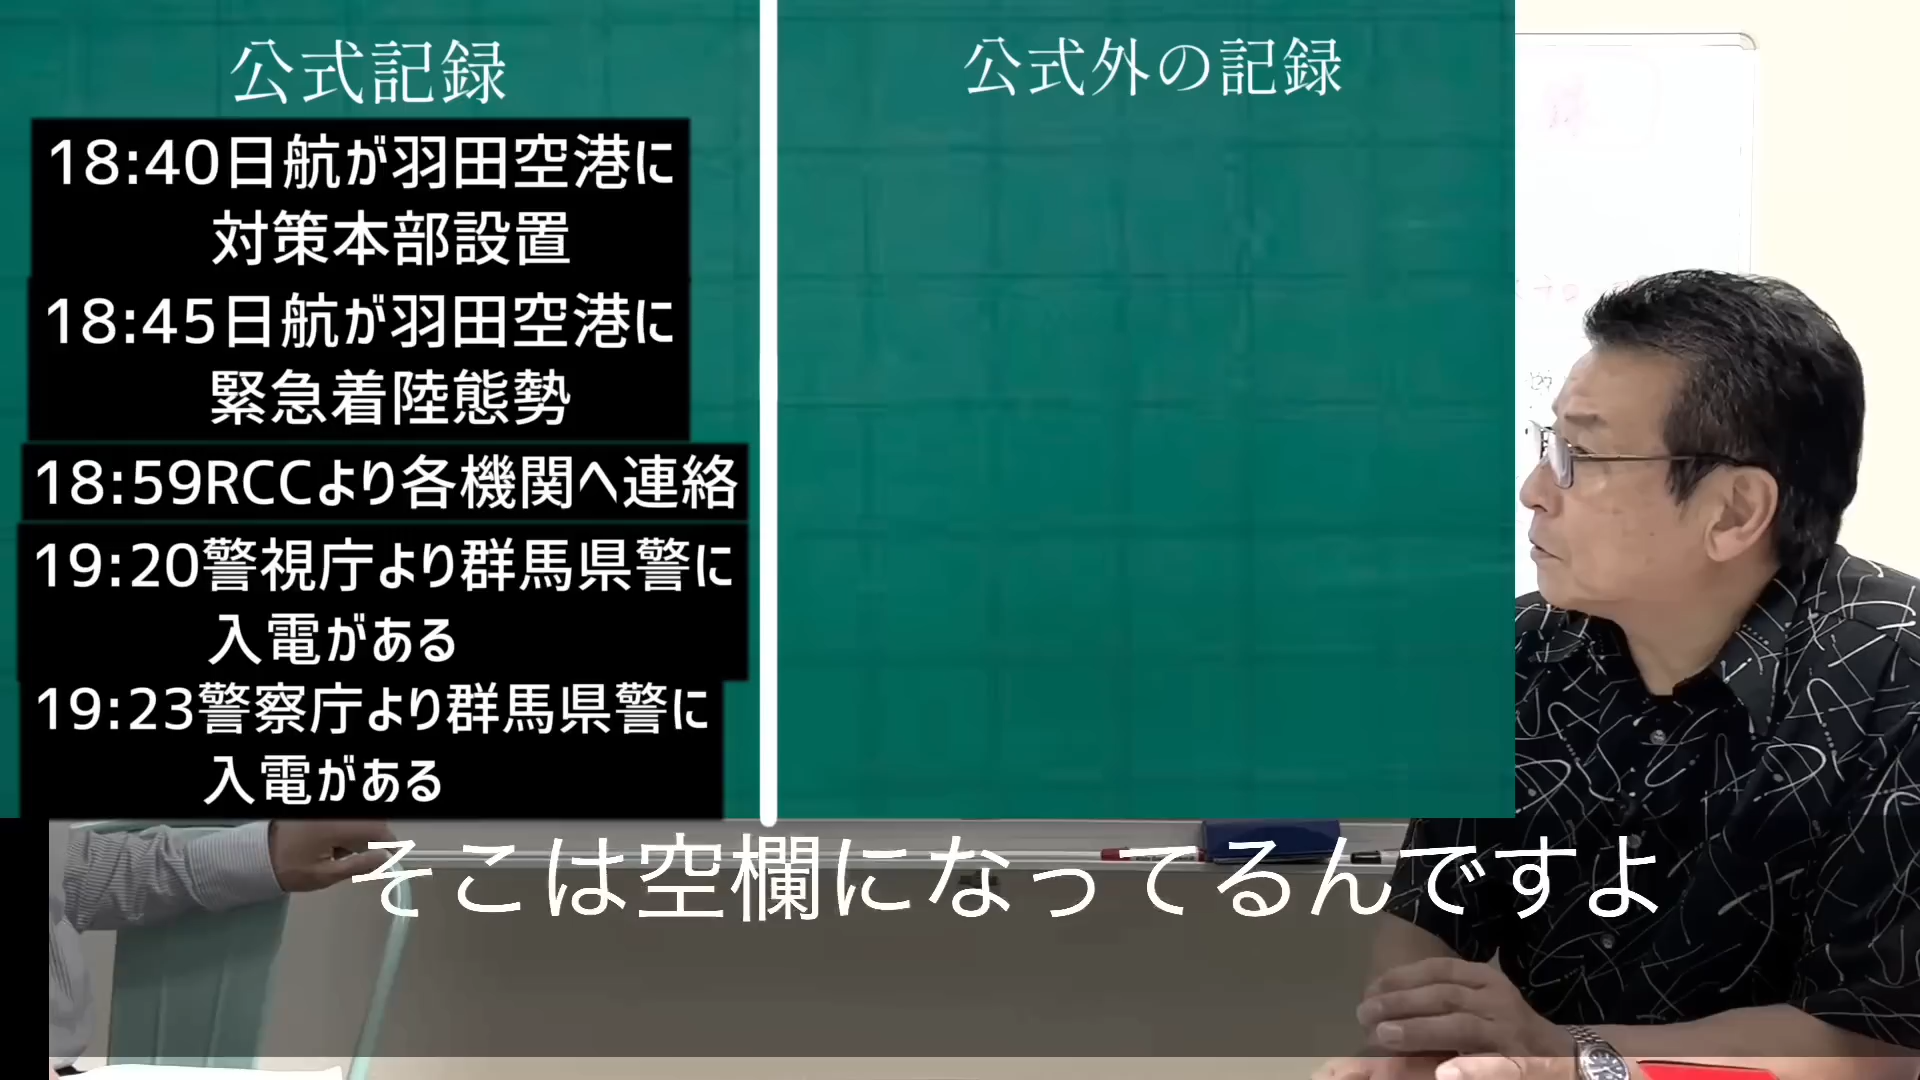 公式記録
18:40日航が羽田空港に
対策本部設置
18:45日航が羽田空港に
緊急着陸態勢
18:59RCCより各機関へ連絡
19:20警視庁より群馬県警に
入電がある
19:23警察庁より群馬県警に
入電がある
公式外の記録
そこは空欄になってるんですよ